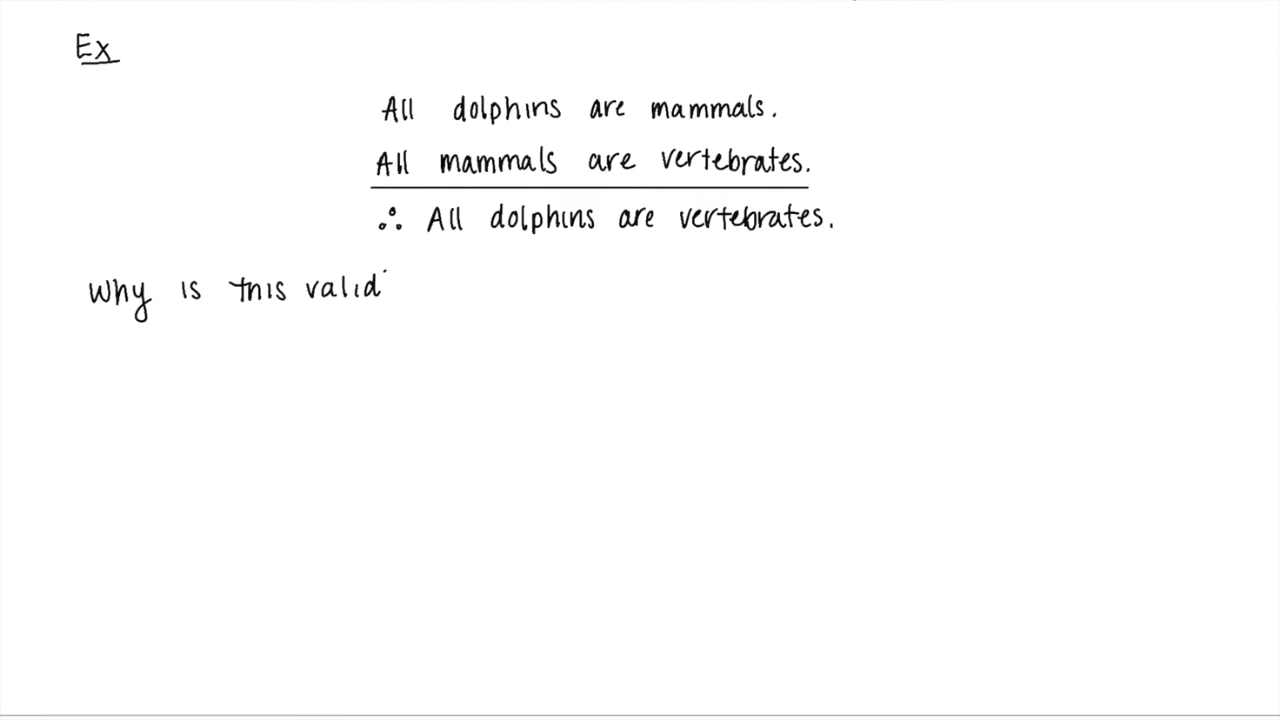 Ex
All dolphins are mammals.
All mammals are vertebrates.
∴ All dolphins are vertebrates.
Why is this valid